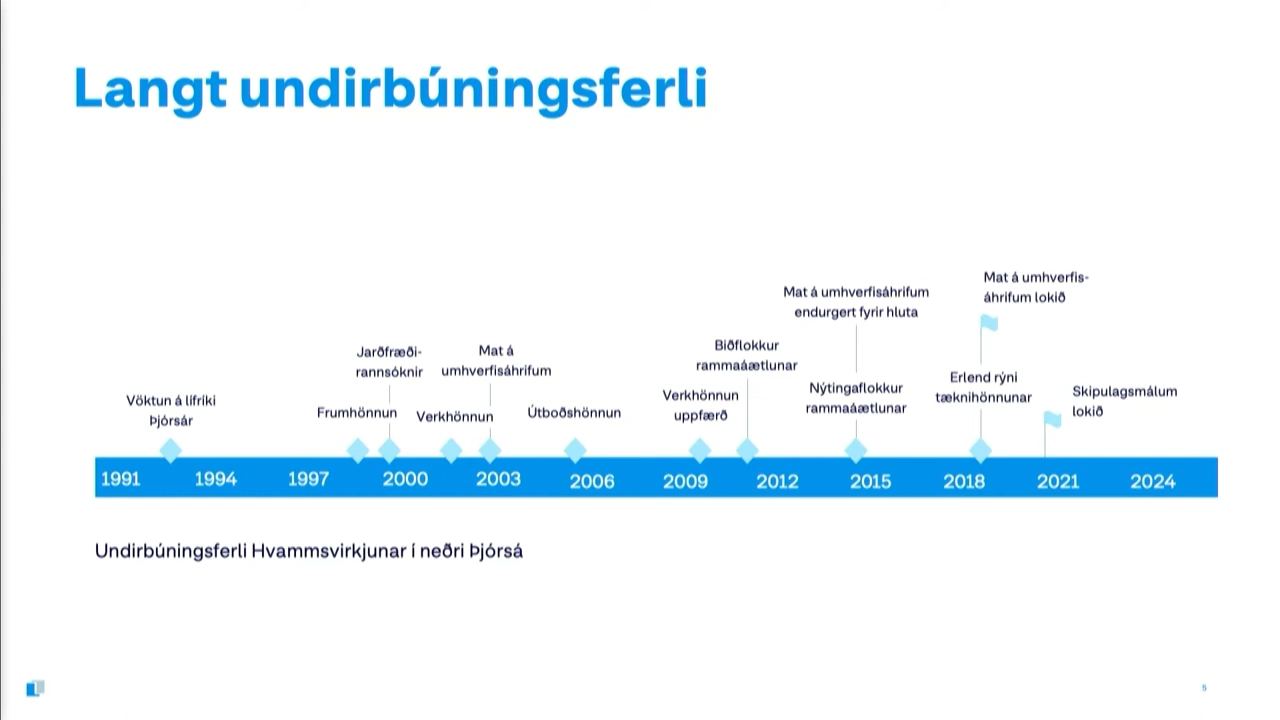 Langt undirbúningsferli
Mat á umhverfis-
áhrifum lokið
Mat á umhverfisáhrifum
endurgert fyrir hluta
Biðflokkur
rammaáætlunar
Jarðfræði-
rannsóknir
Mat á
umhverfisáhrifum
Erlend rýni
tæknihönnunar
Nýtingaflokkur
rammaáætlunar
Skipulagsmálum
lokið
Verkhönnun
uppfærð
Vöktun á lífríki
Þjórsár
Frumhönnun
Verkhönnun
Útboðshönnun
1991 1994 1997 2000 2003 2006 2009 2012 2015 2018 2021 2024
Undirbúningsferli Hvammsvirkjunar í neðri Þjórsá
5